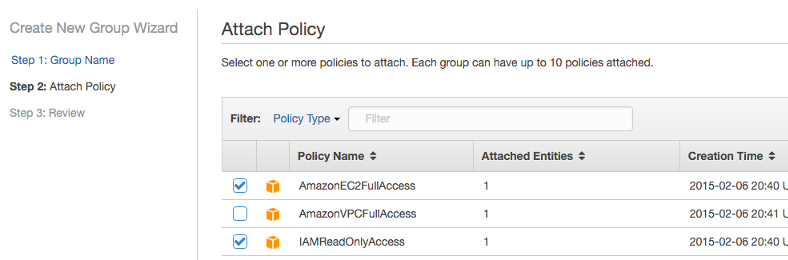 Create New Group Wizard
Step 1: Group Name
Step 2: Attach Policy
Step 3: Review
Attach Policy
Select one or more policies to attach. Each group can have up to 10 policies attached.
Filter: Policy Type Filter
Policy Name Attached Entities Creation Time
AmazonEC2FullAccess 1 2015-02-06 20:40 U
AmazonVPCFullAccess 1 2015-02-06 20:41 U
IAMReadOnlyAccess 1 2015-02-06 20:40 U